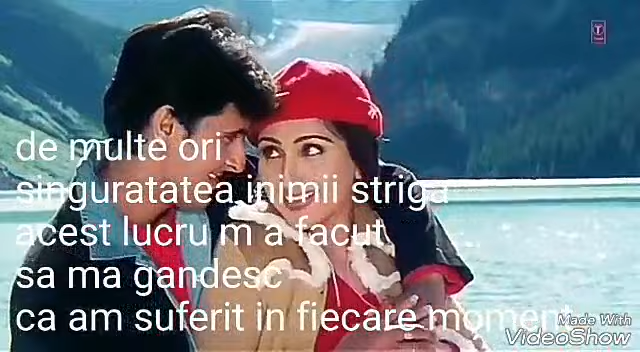 de multe ori
singuratatea inimii striga
acest lucru m a facut
sa ma gandesc
ca am suferit in fiecare moment
Made With
VideoShow